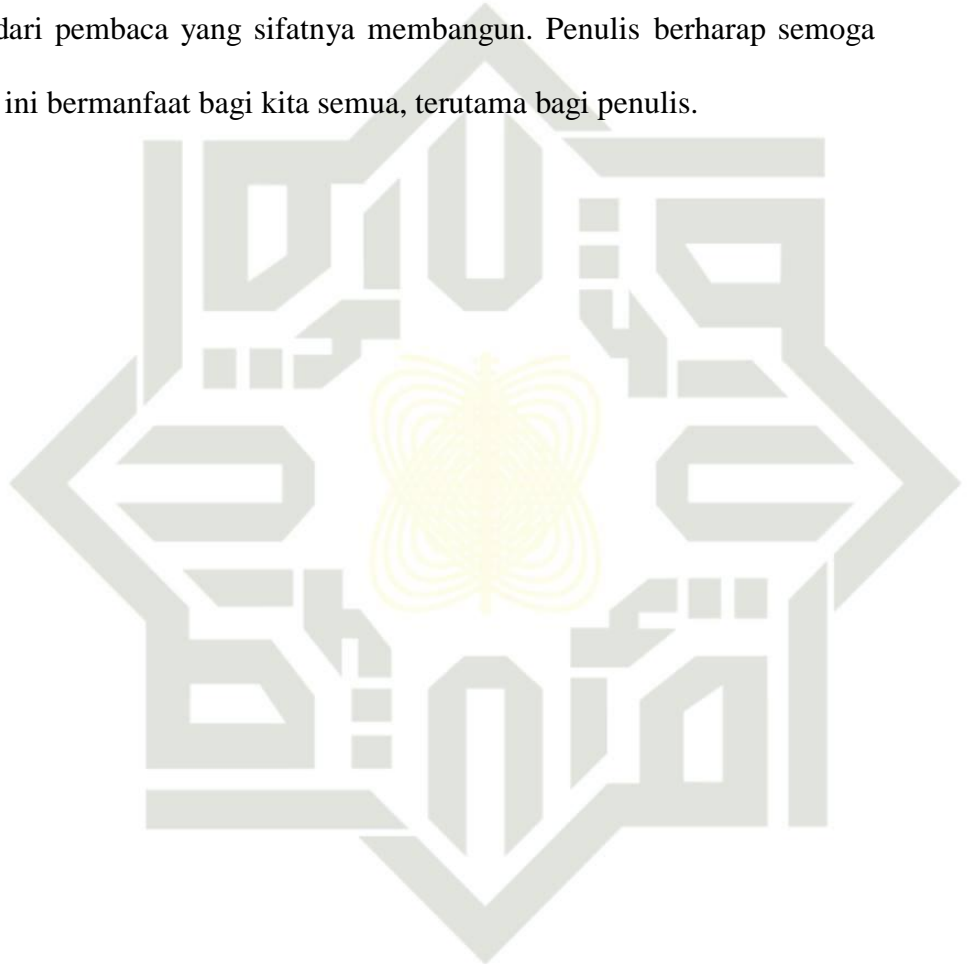 dari pembaca yang sifatnya membangun. Penulis berharap semoga
ini bermanfaat bagi kita semua, terutama bagi penulis.